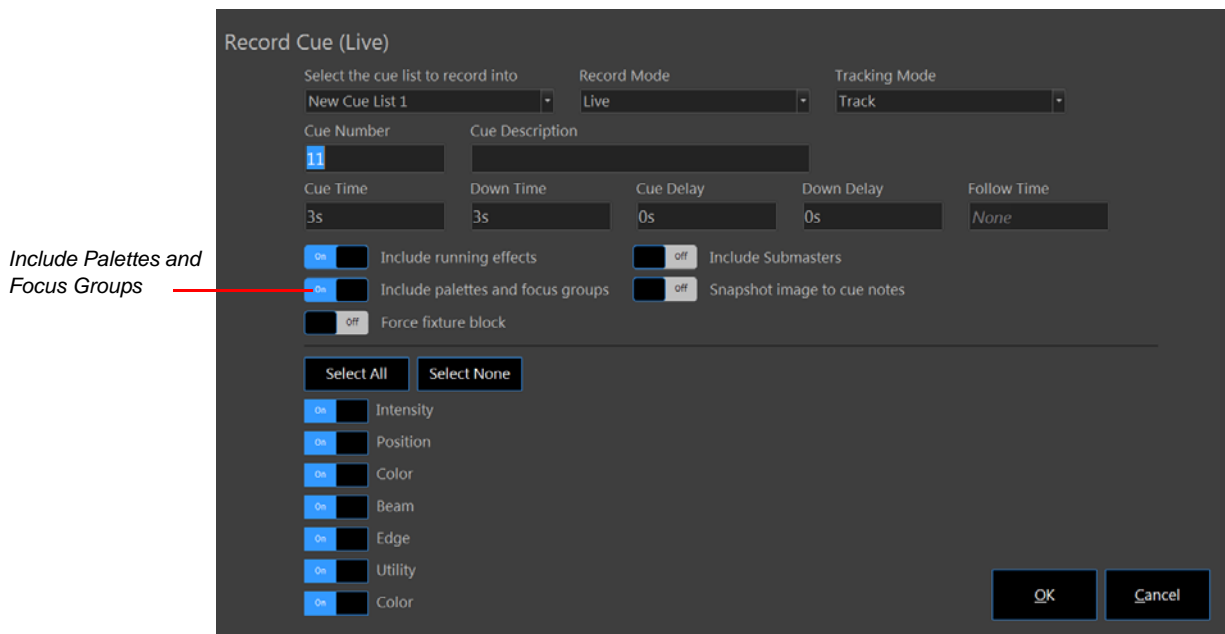 Record Cue (Live)
Select the cue list to record into Record Mode Tracking Mode
New Cue List 1 Live Track
Cue Number Cue Description
11
Cue Time Down Time Cue Delay Down Delay Follow Time
3s 3s 0s 0s None
Include Palettes and
Focus Groups
On Include running effects Off Include Submasters
On Include palettes and focus groups Off Snapshot image to cue notes
Off Force fixture block
Select All Select None
On Intensity
On Position
On Color
On Beam
On Edge
On Utility
On Color
OK Cancel